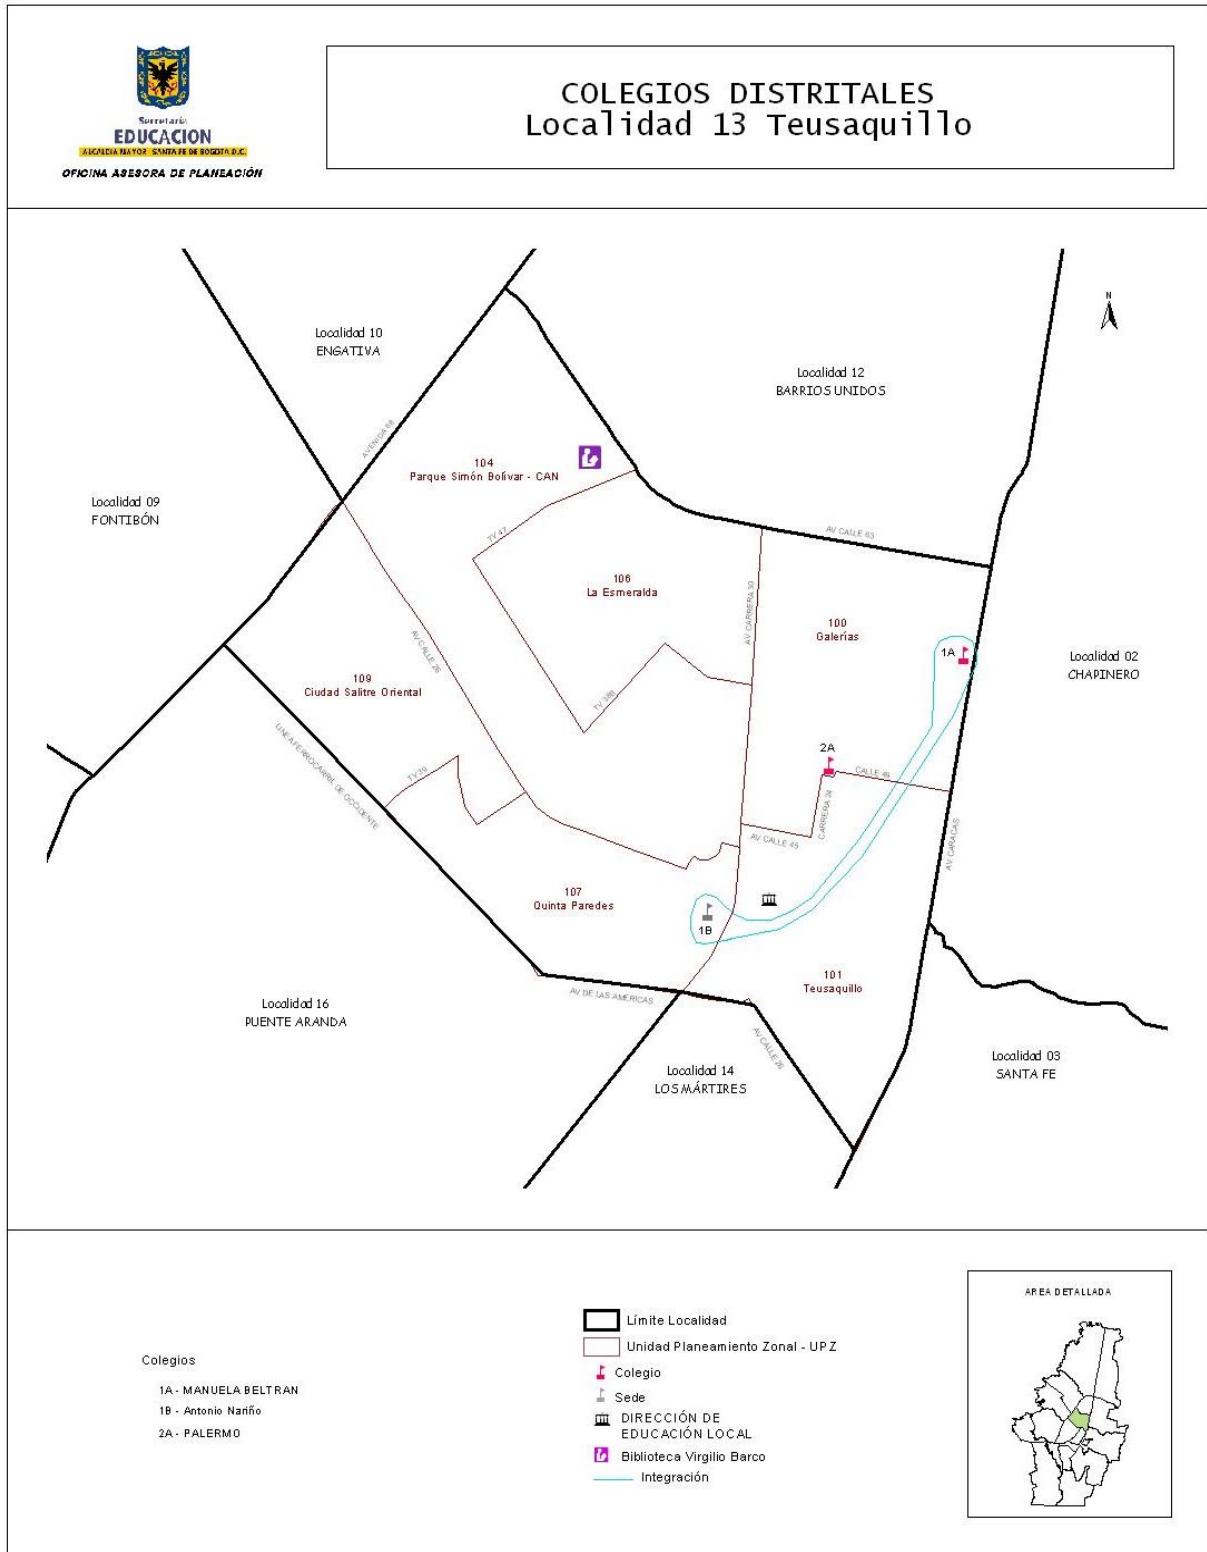 Secretaría
EDUCACION
ALCALDIA MAYOR SANTA FE DE BOGOTA D.C.
OFICINA ASESORA DE PLANEACIÓN
COLEGIOS DISTRITALES
Localidad 13 Teusaquillo
N
Localidad 10
ENGATIVA
Localidad 12
BARRIOS UNIDOS
AVENIDA 68
104
Parque Simón Bolívar - CAN
Localidad 09
FONTIBÓN
TV 47
AV CALLE 63
106
La Esmeralda
AV CARRERA 30
100
Galerías
AV CALLE 26
1A
Localidad 02
CHAPINERO
109
Ciudad Salitre Oriental
TV 38B
LINEA FERROCARRIL DE OCCIDENTE
TV 39
2A
CALLE 46
CARRERA 24
AV CALLE 45
AV CARACAS
107
Quinta Paredes
1B
101
Teusaquillo
AV DE LAS AMERICAS
Localidad 16
PUENTE ARANDA
AV CALLE 26
Localidad 14
LOS MÁRTIRES
Localidad 03
SANTA FE
Colegios
1A - MANUELA BELTRAN
1B - Antonio Nariño
2A - PALERMO
Límite Localidad
Unidad Planeamiento Zonal - UPZ
Colegio
Sede
DIRECCIÓN DE
EDUCACIÓN LOCAL
Biblioteca Virgilio Barco
Integración
AREA DETALLADA